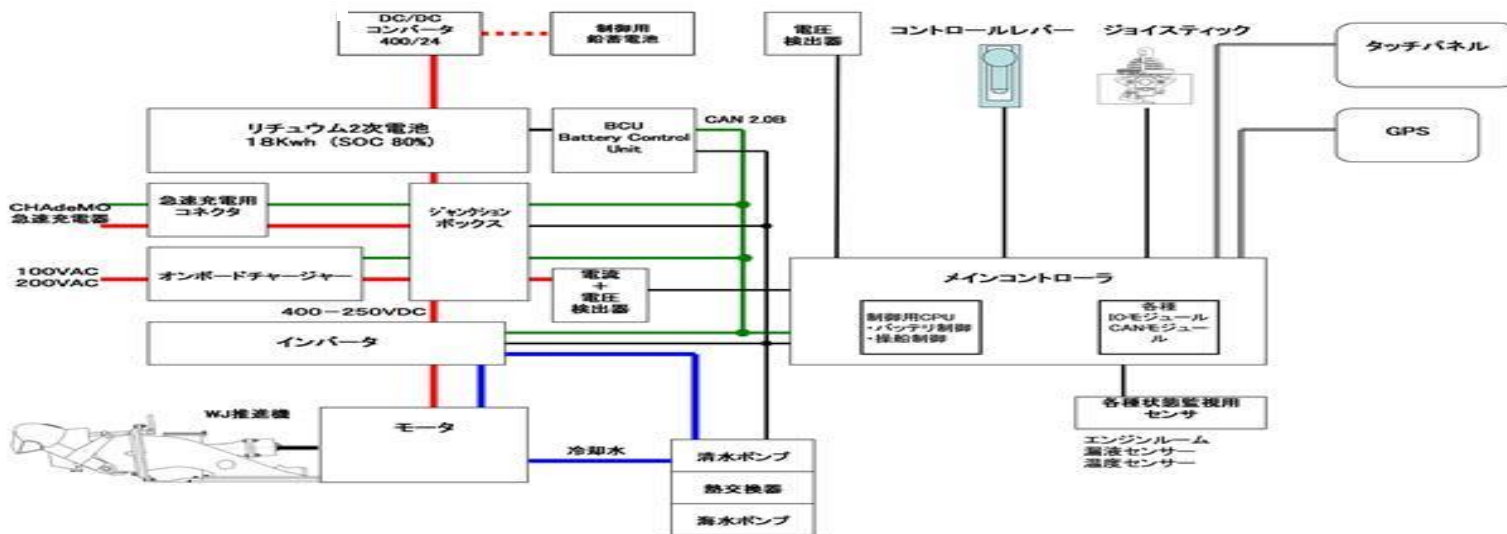 DC/DC
コンバータ
400/24
制御用
鉛蓄電池
電圧
検出器
コントロールレバー
ジョイスティック
タッチパネル
リチュウム2次電池
18Kwh (SOC 80%)
BCU
Battery Control
Unit
CAN 2.0B
GPS
CHAdeMO
急速充電器
急速充電用
コネクタ
ジャンクション
ボックス
100VAC
200VAC
オンボードチャージャー
電流
+
電圧
検出器
メインコントローラ
制御用CPU
・バッテリ制御
・操船制御
各種
IOモジュール
CANモジュー
ル
400-250VDC
インバータ
WJ推進機
モータ
冷却水
清水ポンプ
熱交換器
海水ポンプ
各種状態監視用
センサ
エンジンルーム
漏液センサー
温度センサー